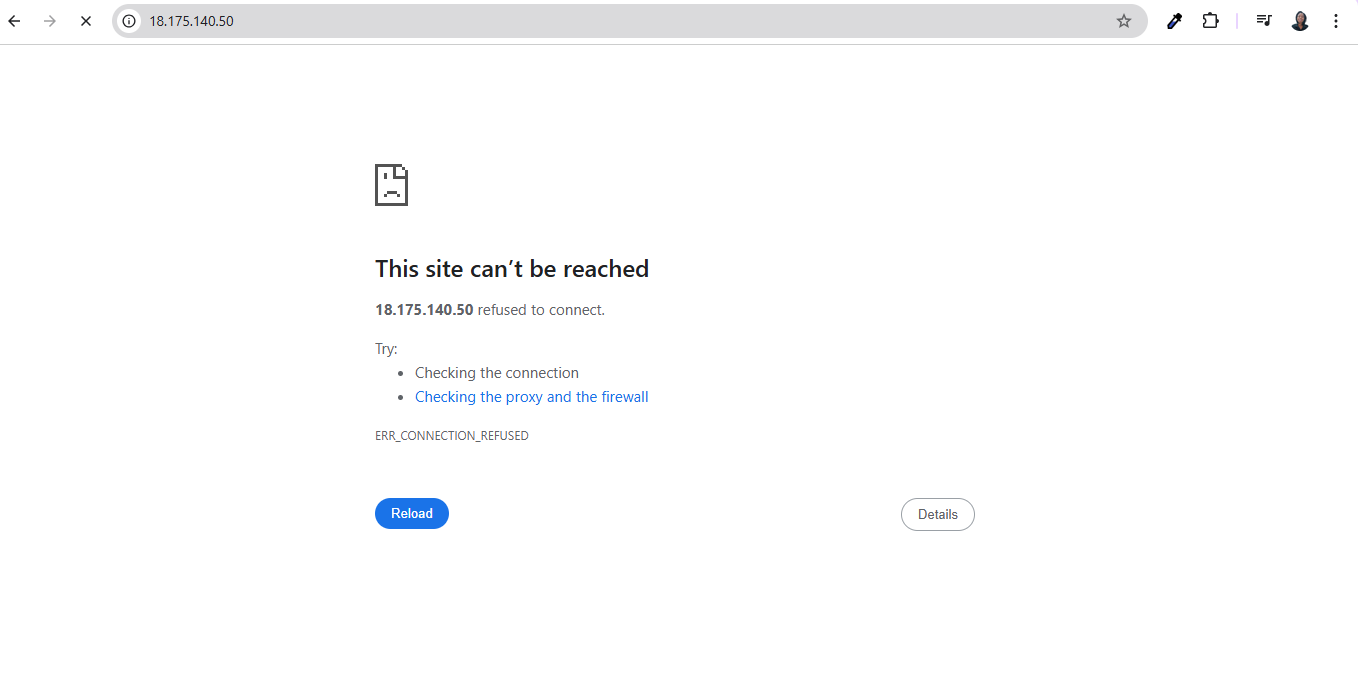 18.175.140.50
This site can’t be reached
18.175.140.50 refused to connect.
Try:
• Checking the connection
• Checking the proxy and the firewall
ERR_CONNECTION_REFUSED
Reload
Details